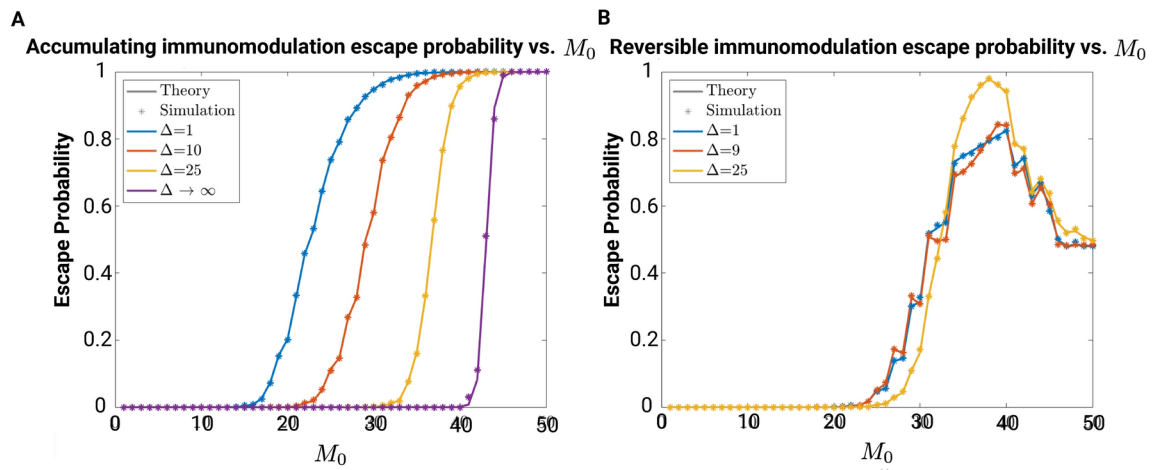 A
Accumulating immunomodulation escape probability vs. M₀
Escape Probability
1
0.8
0.6
0.4
0.2
0
0 10 20 30 40 50
M₀
Theory
Simulation
Δ=1
Δ=10
Δ=25
Δ → ∞
B
Reversible immunomodulation escape probability vs. M₀
Escape Probability
1
0.8
0.6
0.4
0.2
0
0 10 20 30 40 50
M₀
Theory
Simulation
Δ=1
Δ=9
Δ=25